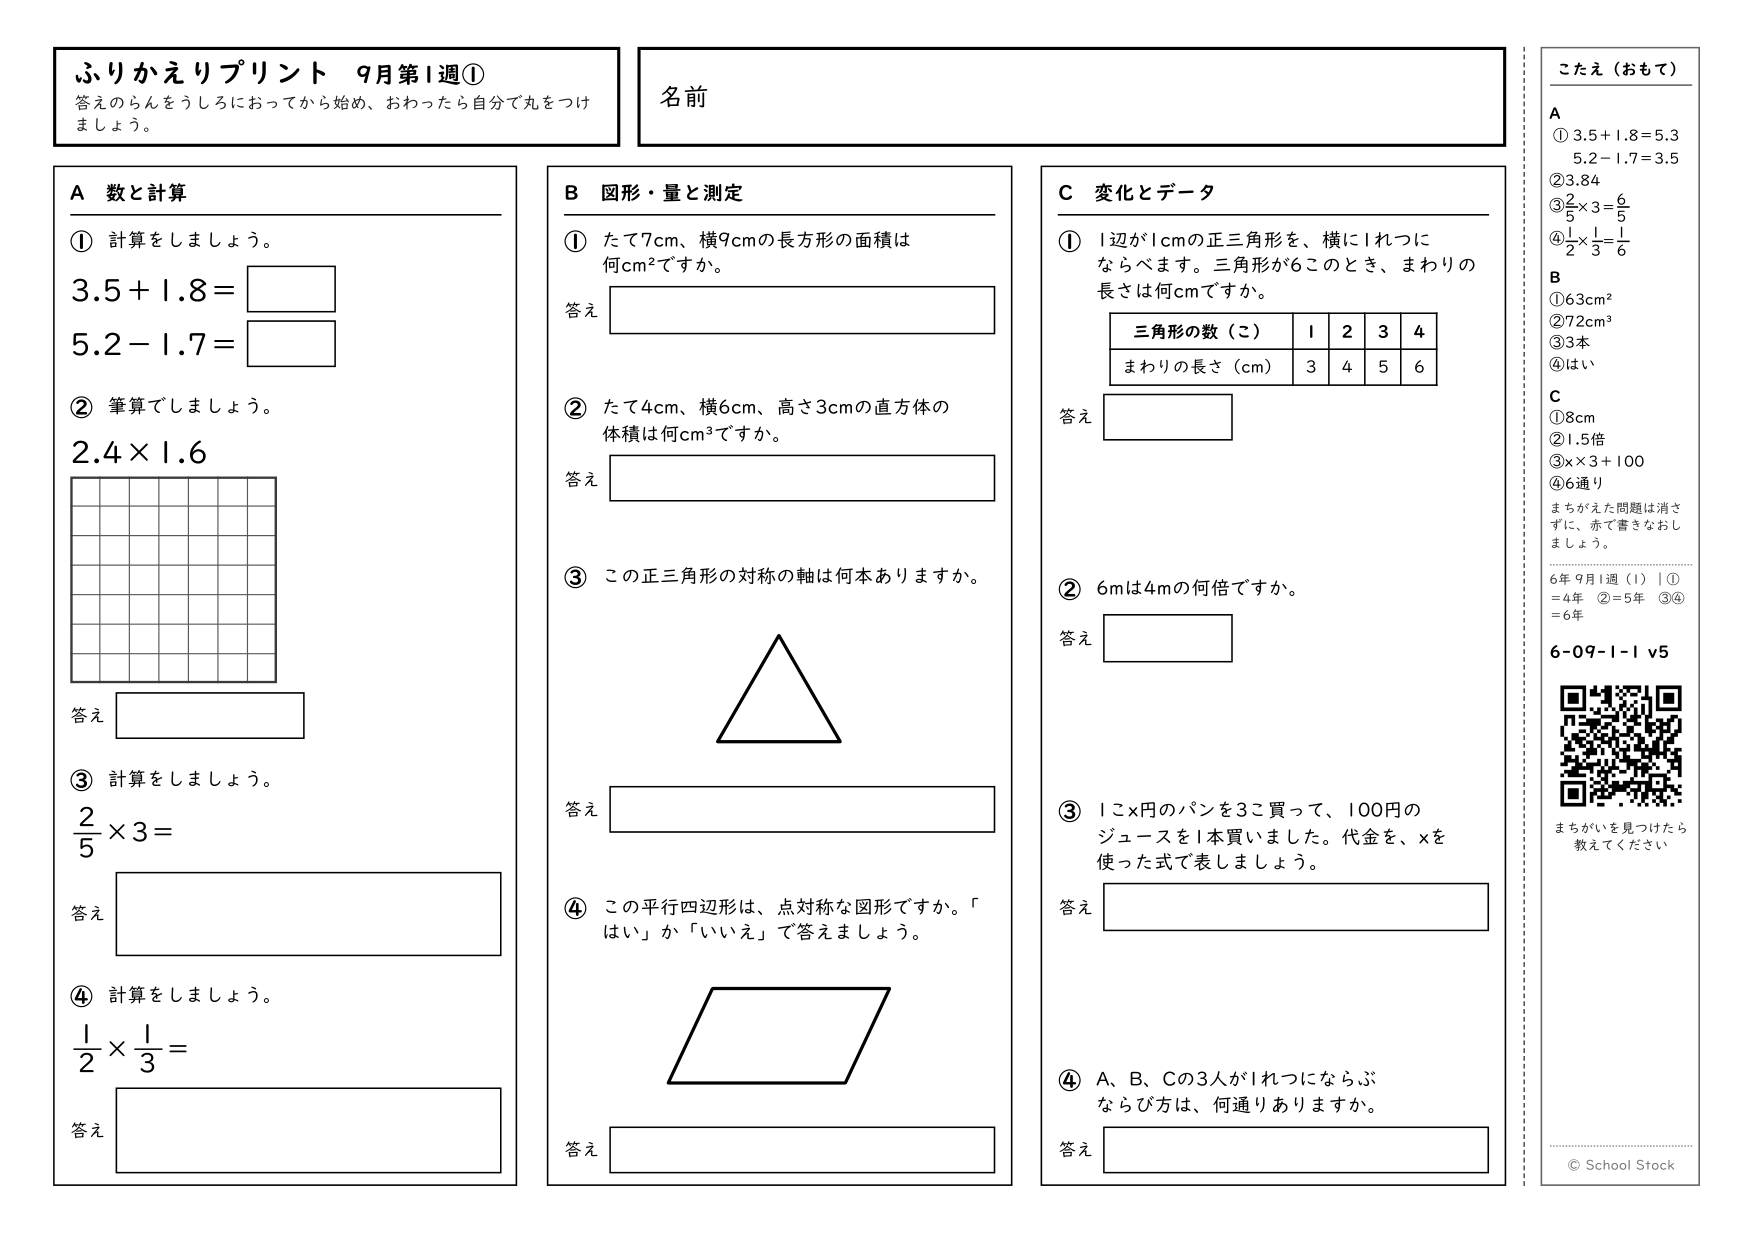 ふりかえりプリント　9月第1週①
答えのらんをうしろにおってから始め、おわったら自分で丸をつけ
ましょう。
名前
A　数と計算
① 計算をしましょう。
3.5＋1.8＝
5.2－1.7＝
② 筆算でしましょう。
2.4×1.6
答え
③ 計算をしましょう。
2/5×3＝
答え
④ 計算をしましょう。
1/2×1/3＝
答え
B　図形・量と測定
① たて7cm、横9cmの長方形の面積は
何cm²ですか。
答え
② たて4cm、横6cm、高さ3cmの直方体の
体積は何cm³ですか。
答え
③ この正三角形の対称の軸は何本ありますか。
答え
④ この平行四辺形は、点対称な図形ですか。「
はい」か「いいえ」で答えましょう。
答え
C　変化とデータ
① 1辺が1cmの正三角形を、横に1れつに
ならべます。三角形が6このとき、まわりの
長さは何cmですか。
三角形の数（こ） 1 2 3 4
まわりの長さ（cm） 3 4 5 6
答え
② 6mは4mの何倍ですか。
答え
③ 1こx円のパンを3こ買って、100円の
ジュースを1本買いました。代金を、xを
使った式で表しましょう。
答え
④ A、B、Cの3人が1れつにならぶ
ならび方は、何通りありますか。
答え
こたえ（おもて）
A
① 3.5＋1.8＝5.3
5.2－1.7＝3.5
②3.84
③2/5×3＝6/5
④1/2×1/3＝1/6
B
①63cm²
②72cm³
③3本
④はい
C
①8cm
②1.5倍
③x×3＋100
④6通り
まちがえた問題は消さ
ずに、赤で書きなおし
ましょう。
6年 9月1週（1）｜①
＝4年　②＝5年　③④
＝6年
6-09-1-1 v5
まちがいを見つけたら
教えてください
© School Stock